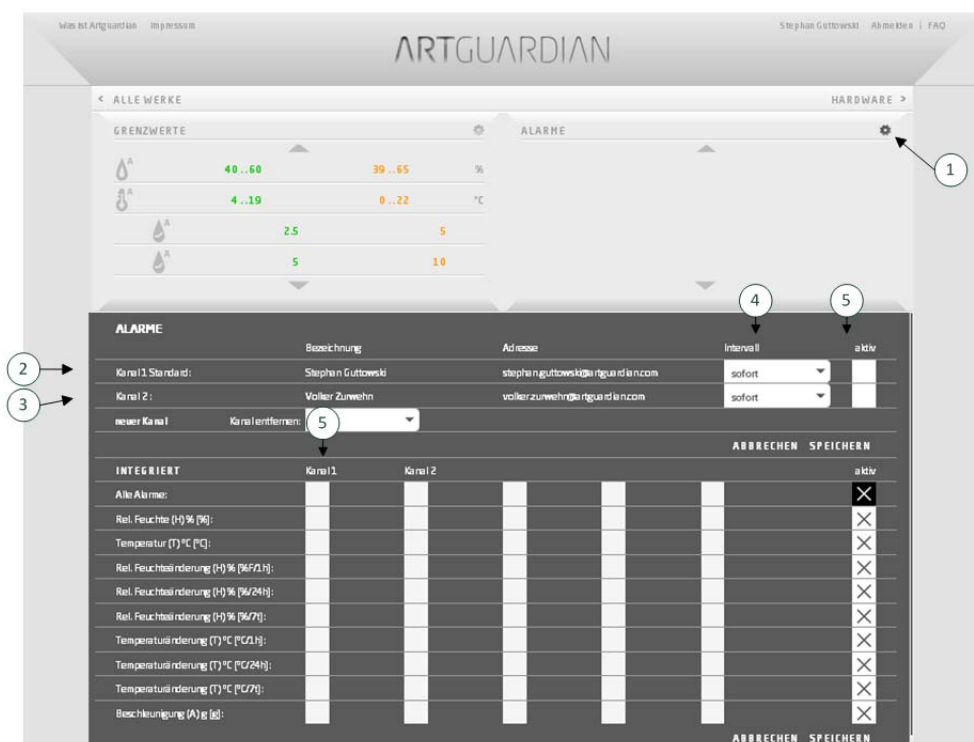 Was ist Artguardian Impressum Stephan Guttowski Abmelden | FAQ
ARTGUARDIAN
< ALLE WERKE HARDWARE >
GRENZWERTE ALARME
1
A 40..60 39..65 %
A 4..19 0..22 °C
A 2.5 5
A 5 10
4 5
ALARME
Bezeichnung Adresse Intervall aktiv
2 Kanal 1 Standard: Stephan Guttowski stephan.guttowski@artguardian.com sofort
3 Kanal 2: Volker Zurwehn volker.zurwehn@artguardian.com sofort
neuer Kanal Kanal entfernen: 5
ABBRECHEN SPEICHERN
INTEGRIERT Kanal 1 Kanal 2 aktiv
Alle Alarme:
Rel. Feuchte (H) % [%]:
Temperatur (T) °C [°C]:
Rel. Feuchteänderung (H) % [%F/1h]:
Rel. Feuchteänderung (H) % [%/24h]:
Rel. Feuchteänderung (H) % [%/7t]:
Temperaturänderung (T) °C [°C/1h]:
Temperaturänderung (T) °C [°C/24h]:
Temperaturänderung (T) °C [°C/7t]:
Beschleunigung (A) g [g]:
ABBRECHEN SPEICHERN